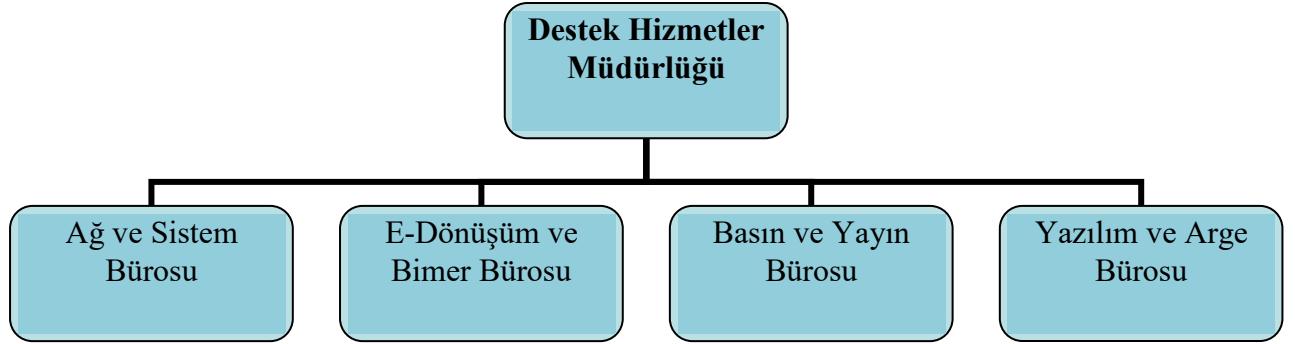 Destek Hizmetler
Müdürlüğü
Ağ ve Sistem
Bürosu
E-Dönüşüm ve
Bimer Bürosu
Basın ve Yayın
Bürosu
Yazılım ve Arge
Bürosu